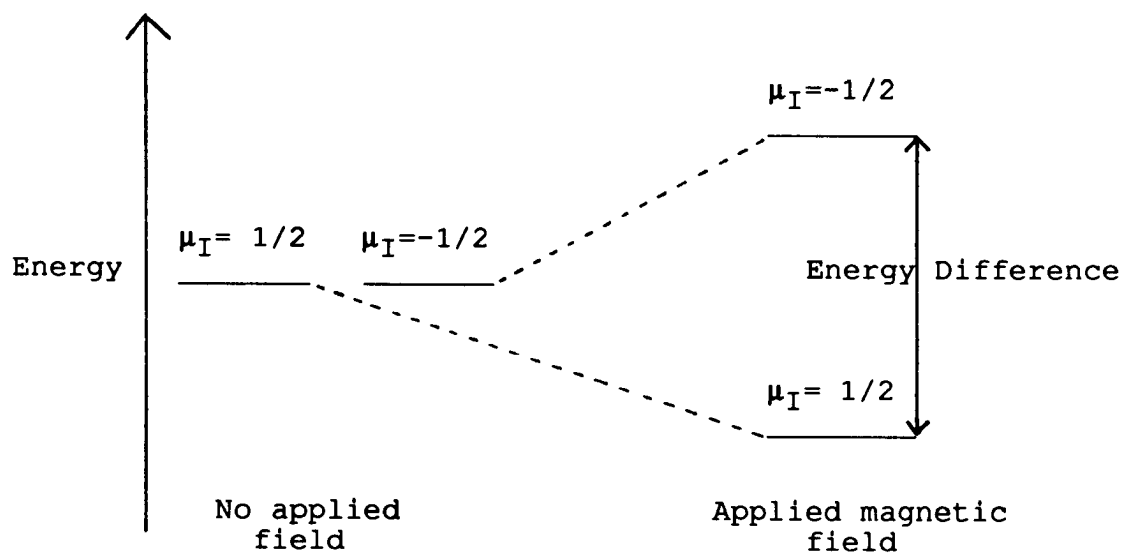 μI=-1/2
μI= 1/2
μI=-1/2
Energy
Energy Difference
μI= 1/2
No applied
field
Applied magnetic
field